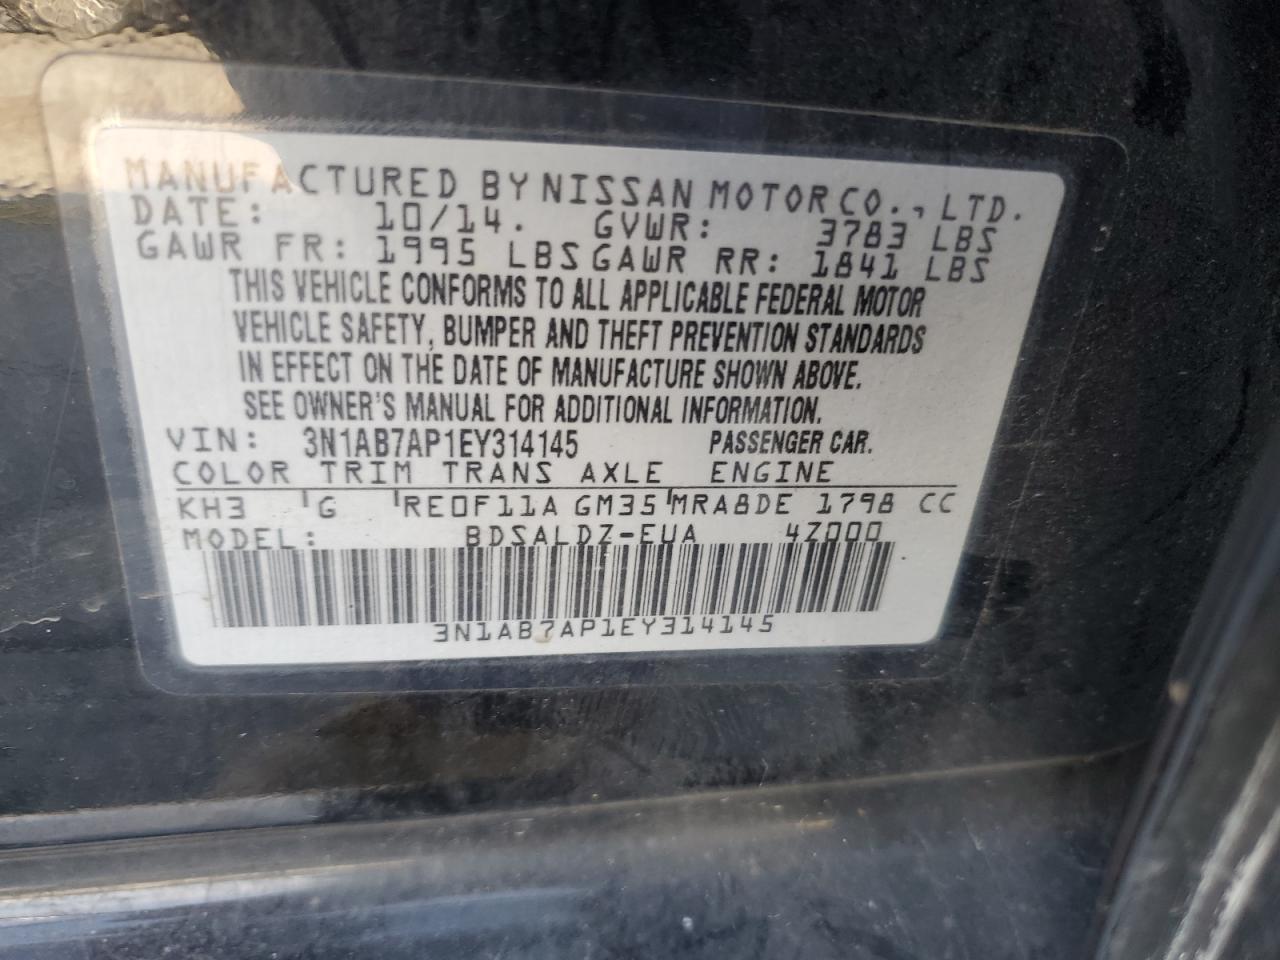 MANUFACTURED BY NISSAN MOTOR CO., LTD.
DATE: 10/14. GVWR: 3783 LBS
GAWR FR: 1995 LBS GAWR RR: 1841 LBS
THIS VEHICLE CONFORMS TO ALL APPLICABLE FEDERAL MOTOR
VEHICLE SAFETY, BUMPER AND THEFT PREVENTION STANDARDS
IN EFFECT ON THE DATE OF MANUFACTURE SHOWN ABOVE.
SEE OWNER'S MANUAL FOR ADDITIONAL INFORMATION.
VIN: 3N1AB7AP1EY314145 PASSENGER CAR.
COLOR TRIM TRANS AXLE ENGINE
KH3 G RE0F11A GM35 MRA8DE 1798 CC
MODEL: BDSALDZ-EUA 4Z000
3N1AB7AP1EY314145